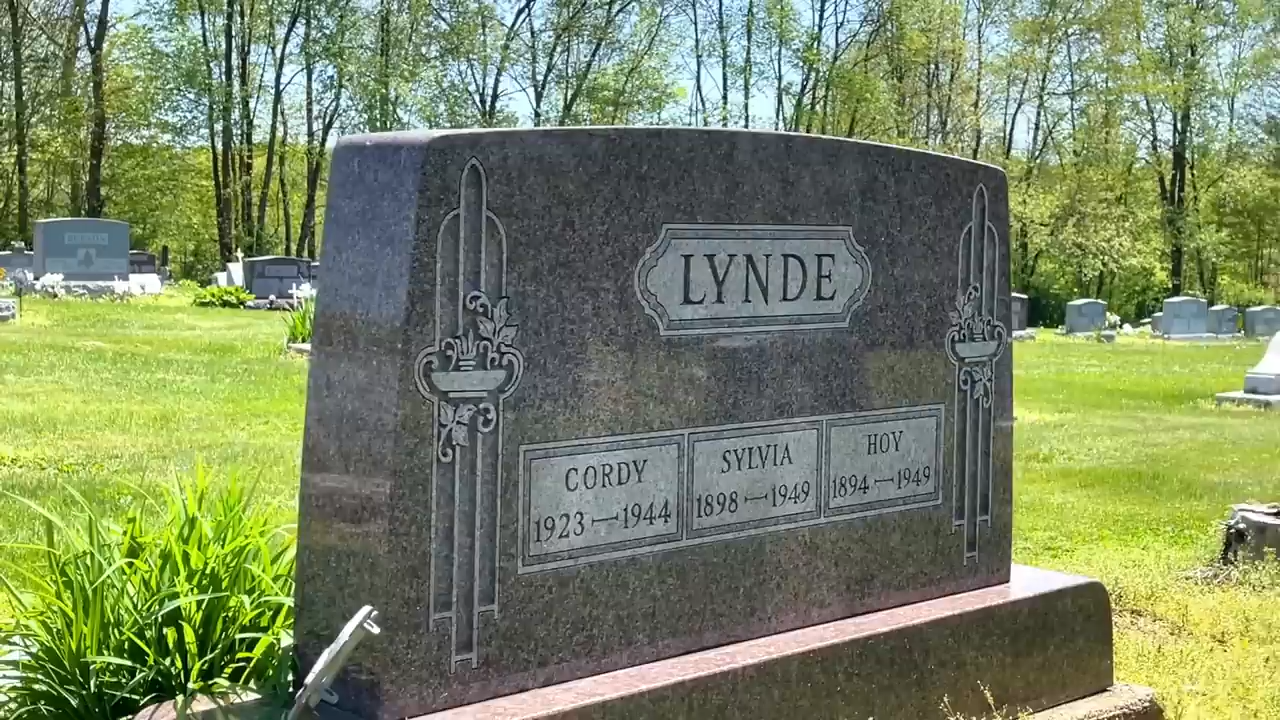 LYNDE
CORDY
1923 — 1944
SYLVIA
1898 — 1949
HOY
1894 — 1949